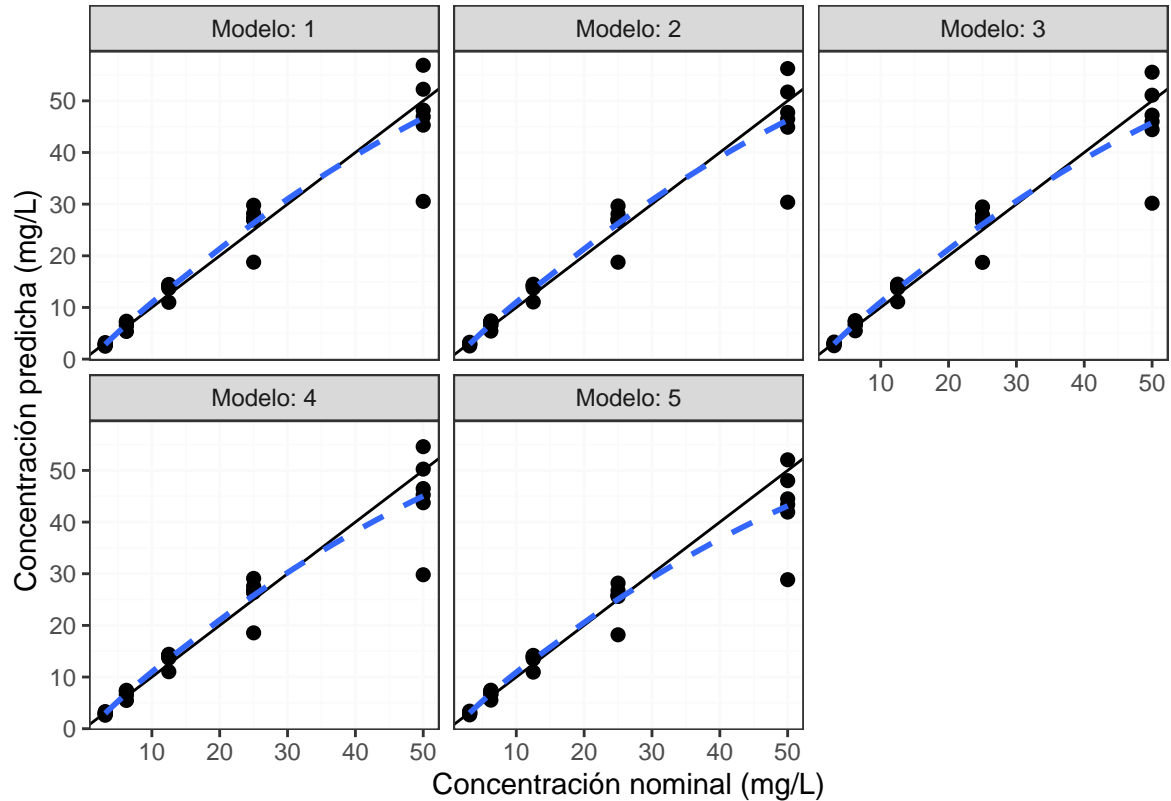 Modelo: 1
Modelo: 2
Modelo: 3
50
40
30
20
10
0
10 20 30 40 50
Modelo: 4
Modelo: 5
50
40
30
20
10
0
10 20 30 40 50
10 20 30 40 50
Concentración nominal (mg/L)
Concentración predicha (mg/L)